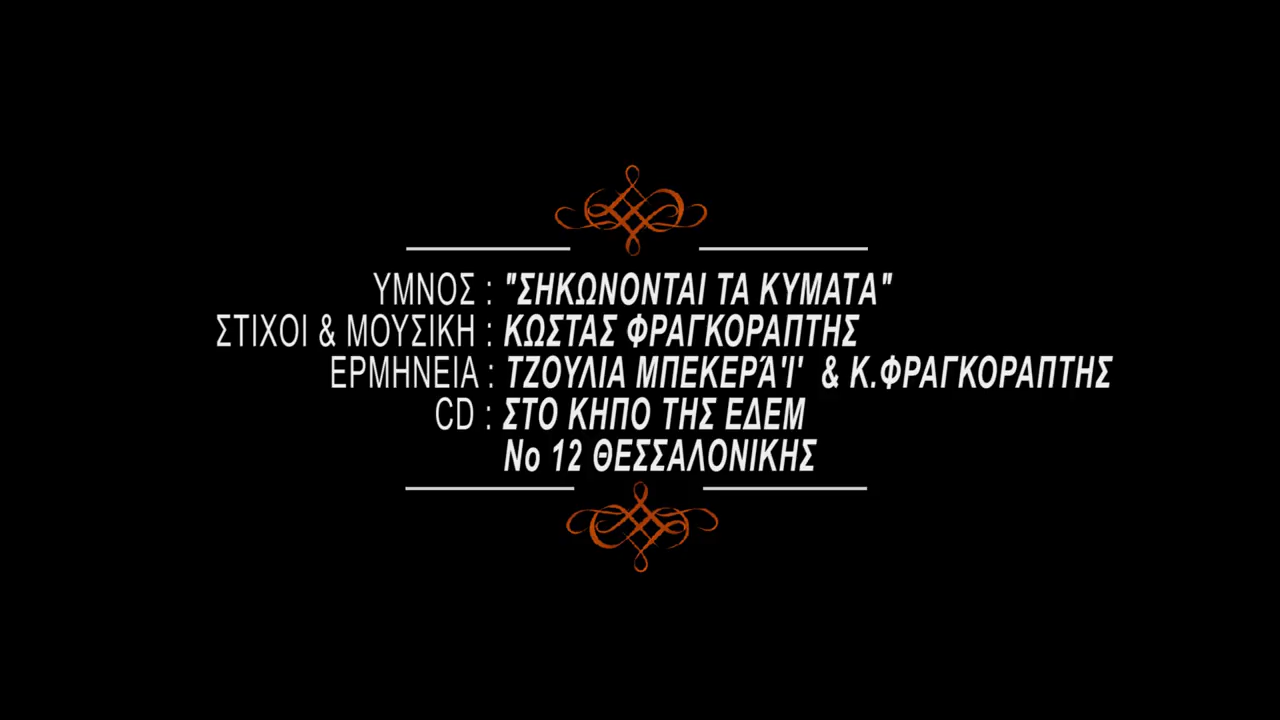 ΥΜΝΟΣ : "ΣΗΚΩΝΟΝΤΑΙ ΤΑ ΚΥΜΑΤΑ"
ΣΤΙΧΟΙ & ΜΟΥΣΙΚΗ : ΚΩΣΤΑΣ ΦΡΑΓΚΟΡΑΠΤΗΣ
ΕΡΜΗΝΕΙΑ : ΤΖΟΥΛΙΑ ΜΠΕΚΕΡΆ'Ι' & Κ.ΦΡΑΓΚΟΡΑΠΤΗΣ
CD : ΣΤΟ ΚΗΠΟ ΤΗΣ ΕΔΕΜ
Νο 12 ΘΕΣΣΑΛΟΝΙΚΗΣ